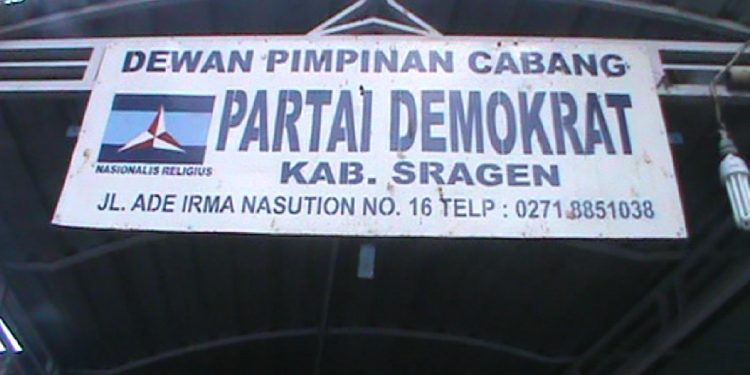 DEWAN PIMPINAN CABANG
PARTAI DEMOKRAT
NASIONALIS RELIGIUS
KAB. SRAGEN
JL. ADE IRMA NASUTION NO. 16 TELP : 0271 8851038